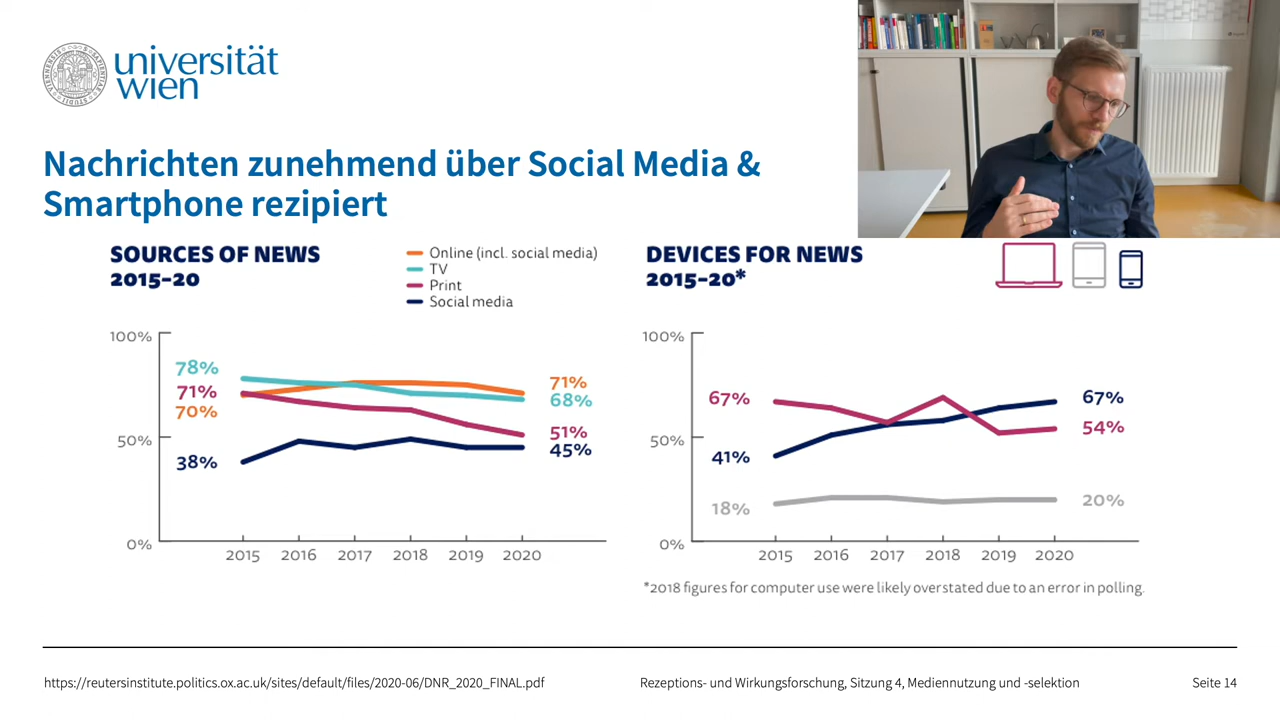 universität
wien
Nachrichten zunehmend über Social Media &
Smartphone rezipiert
SOURCES OF NEWS
2015–20
Online (incl. social media)
TV
Print
Social media
100%
50%
0%
78%
71%
70%
38%
71%
68%
51%
45%
2015 2016 2017 2018 2019 2020
DEVICES FOR NEWS
2015–20*
100%
50%
0%
67%
41%
18%
67%
54%
20%
2015 2016 2017 2018 2019 2020
*2018 figures for computer use were likely overstated due to an error in polling.
https://reutersinstitute.politics.ox.ac.uk/sites/default/files/2020-06/DNR_2020_FINAL.pdf
Rezeptions- und Wirkungsforschung, Sitzung 4, Mediennutzung und -selektion
Seite 14